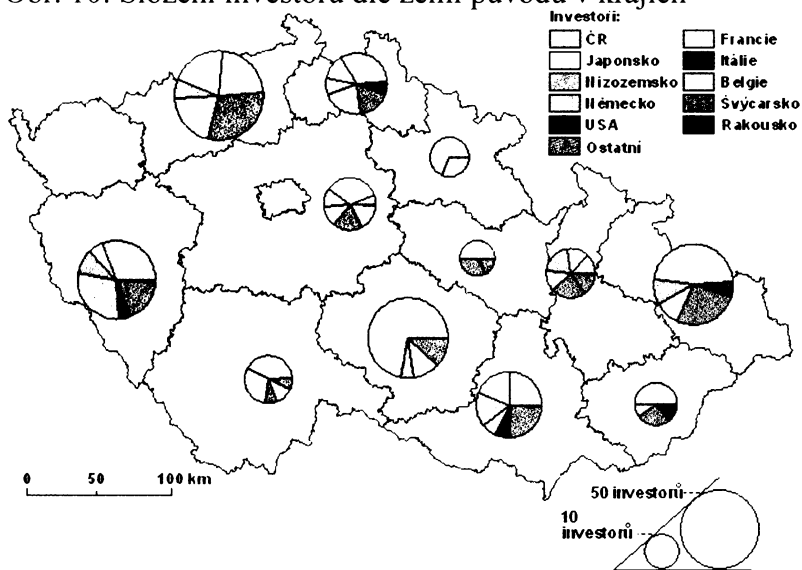 Obr. 10: Složení investorů dle zemí původu v krajích
Investoři:
ČR
Francie
Japonsko
Itálie
Nizozemsko
Belgie
Německo
Švýcarsko
USA
Rakousko
Ostatní
0 50 100 km
50 investorů
10
investorů